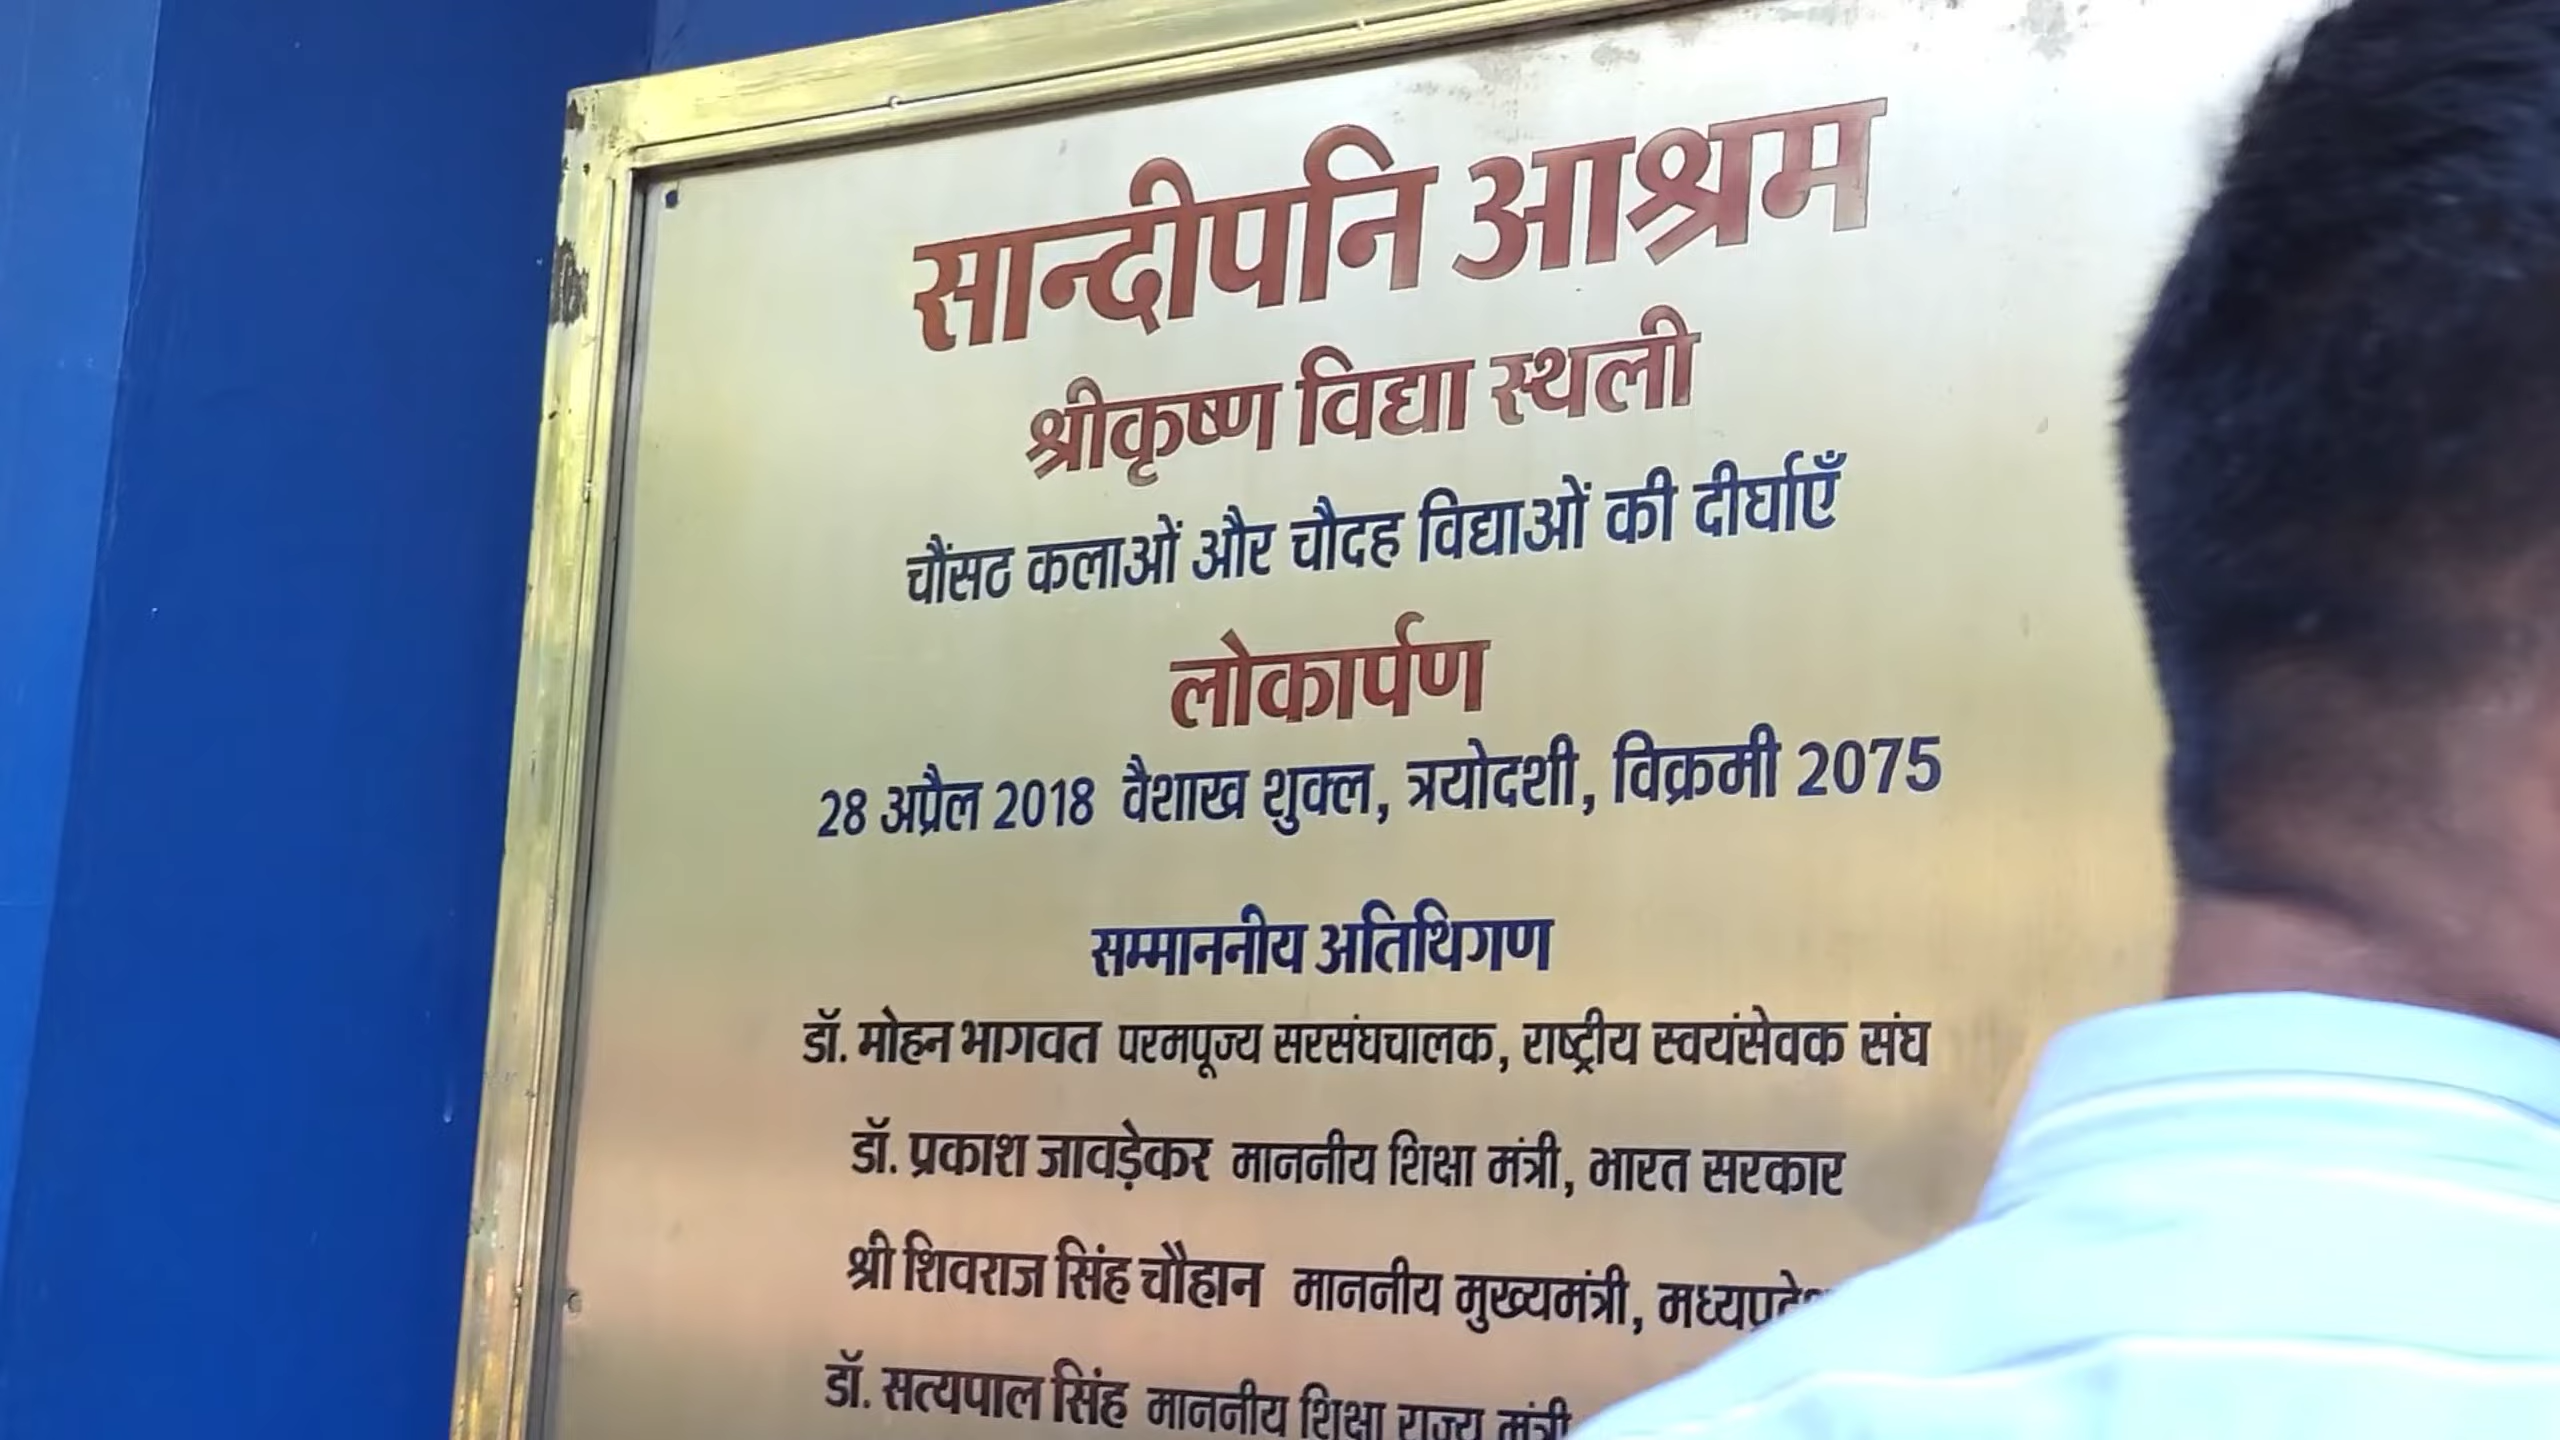 सान्दीपनि आश्रम
श्रीकृष्ण विद्या स्थली
चौंसठ कलाओं और चौदह विद्याओं की दीर्घाएँ
लोकार्पण
28 अप्रैल 2018 वैशाख शुक्ल, त्रयोदशी, विक्रमी 2075
सम्माननीय अतिथिगण
डॉ. मोहन भागवत परमपूज्य सरसंघचालक, राष्ट्रीय स्वयंसेवक संघ
डॉ. प्रकाश जावड़ेकर माननीय शिक्षा मंत्री, भारत सरकार
श्री शिवराज सिंह चौहान माननीय मुख्यमंत्री,
डॉ. सत्यपाल सिंह माननीय शिक्षा राज्य मंत्री